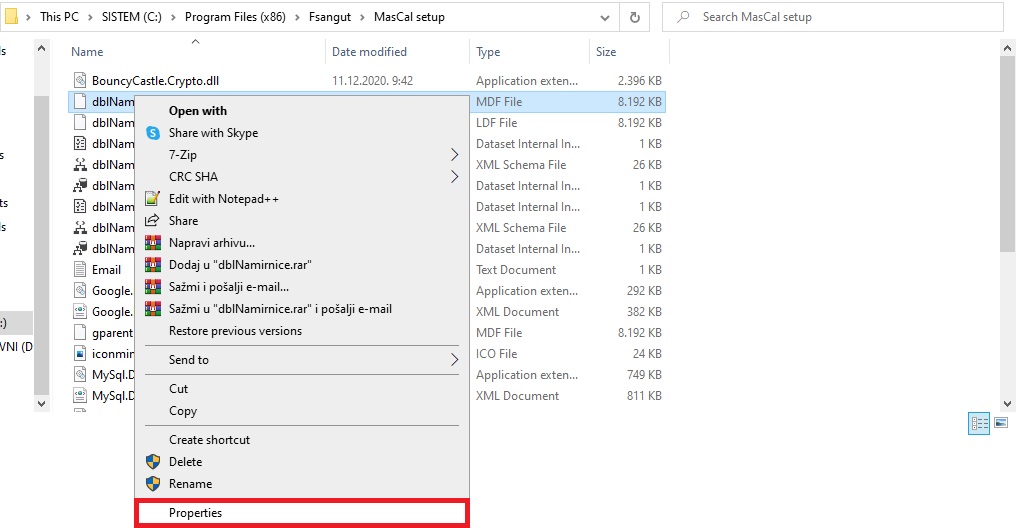 This PC > SISTEM (C:) > Program Files (x86) > Fsangut > MasCal setup
Search MasCal setup
Name Date modified Type Size
BouncyCastle.Crypto.dll 11.12.2020. 9:42 Application exten... 2.396 KB
dblNam MDF File 8.192 KB
dblNam LDF File 8.192 KB
dblNam Dataset Internal In... 1 KB
dblNam XML Schema File 26 KB
dblNam Dataset Internal In... 1 KB
dblNam Dataset Internal In... 1 KB
dblNam XML Schema File 26 KB
dblNam Dataset Internal In... 1 KB
Email Text Document 1 KB
Google. Application exten... 292 KB
Google. XML Document 382 KB
gparent MDF File 8.192 KB
iconmin ICO File 24 KB
MySql.D Application exten... 749 KB
MySql.D XML Document 811 KB
:)
VNI (D
Open with
Share with Skype
7-Zip
CRC SHA
Edit with Notepad++
Share
Napravi arhivu...
Dodaj u "dblNamirnice.rar"
Sažmi i pošalji e-mail...
Sažmi u "dblNamirnice.rar" i pošalji e-mail
Restore previous versions
Send to
Cut
Copy
Create shortcut
Delete
Rename
Properties